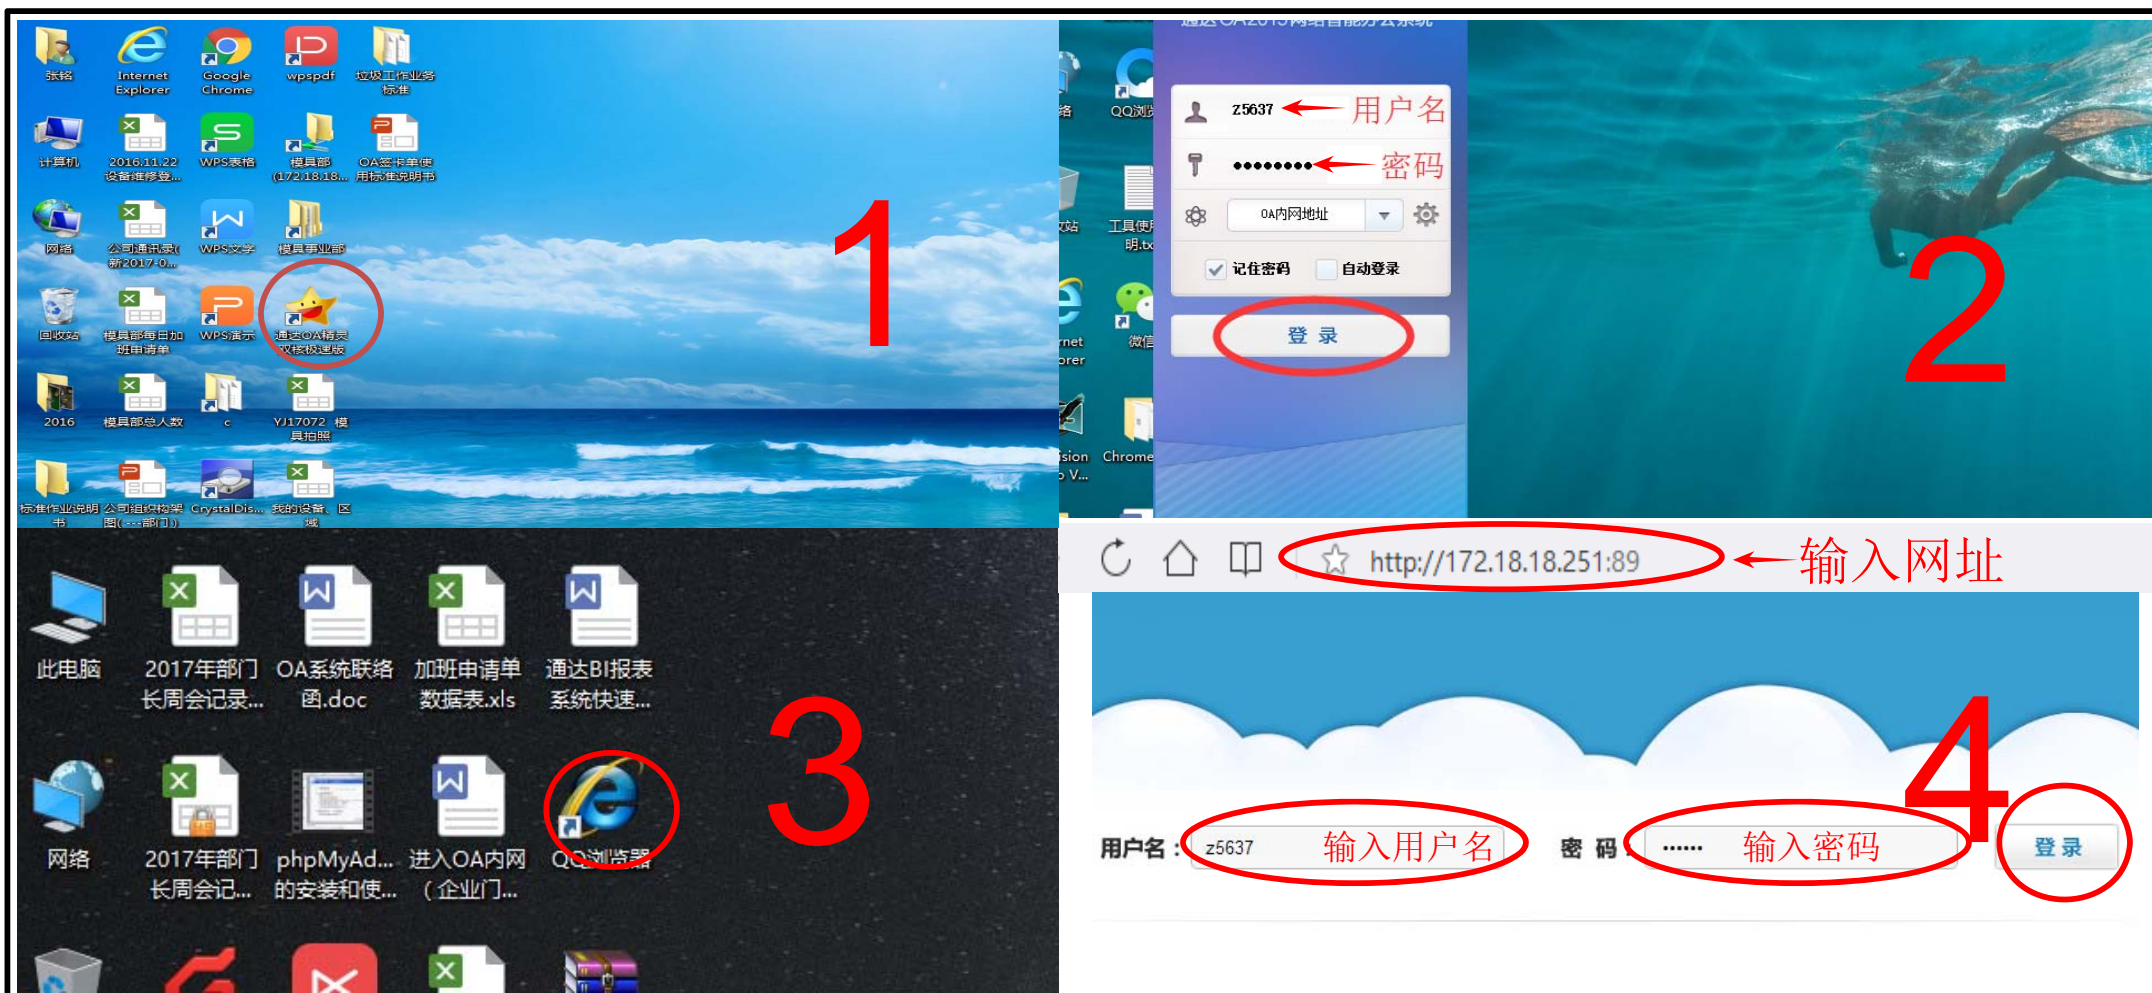 张铭
Internet
Explorer
Google
Chrome
wpspdf
垃圾工作业务
标准
计算机
2016.11.22
设备维修登...
WPS表格
模具部
(172.18.18...
OA签卡单使
用标准说明书
网络
公司通讯录(
新2017-0...
WPS文字
模具事业部
回收站
模具部每日加
班申请单
WPS演示
通达OA精灵
双核极速版
2016
模具部总人数
c
YJ17072 模
具拍照
标准作业说明
书
公司组织构架
图(---部门))
CrystalDis...
我的设备、区
域
1
QQ浏
工具使
明.tx
微信
rnet
orer
ision
o V...
Chrome
z5637
用户名
密码
OA内网地址
记住密码
自动登录
登 录
2
此电脑
2017年部门
长周会记录...
OA系统联络
函.doc
加班申请单
数据表.xls
通达BI报表
系统快速...
网络
2017年部门
长周会记...
phpMyAd...
的安装和使...
进入OA内网
(企业门...
QQ浏览器
3
http://172.18.18.251:89
输入网址
用户名：
z5637
输入用户名
密 码：
输入密码
登 录
4